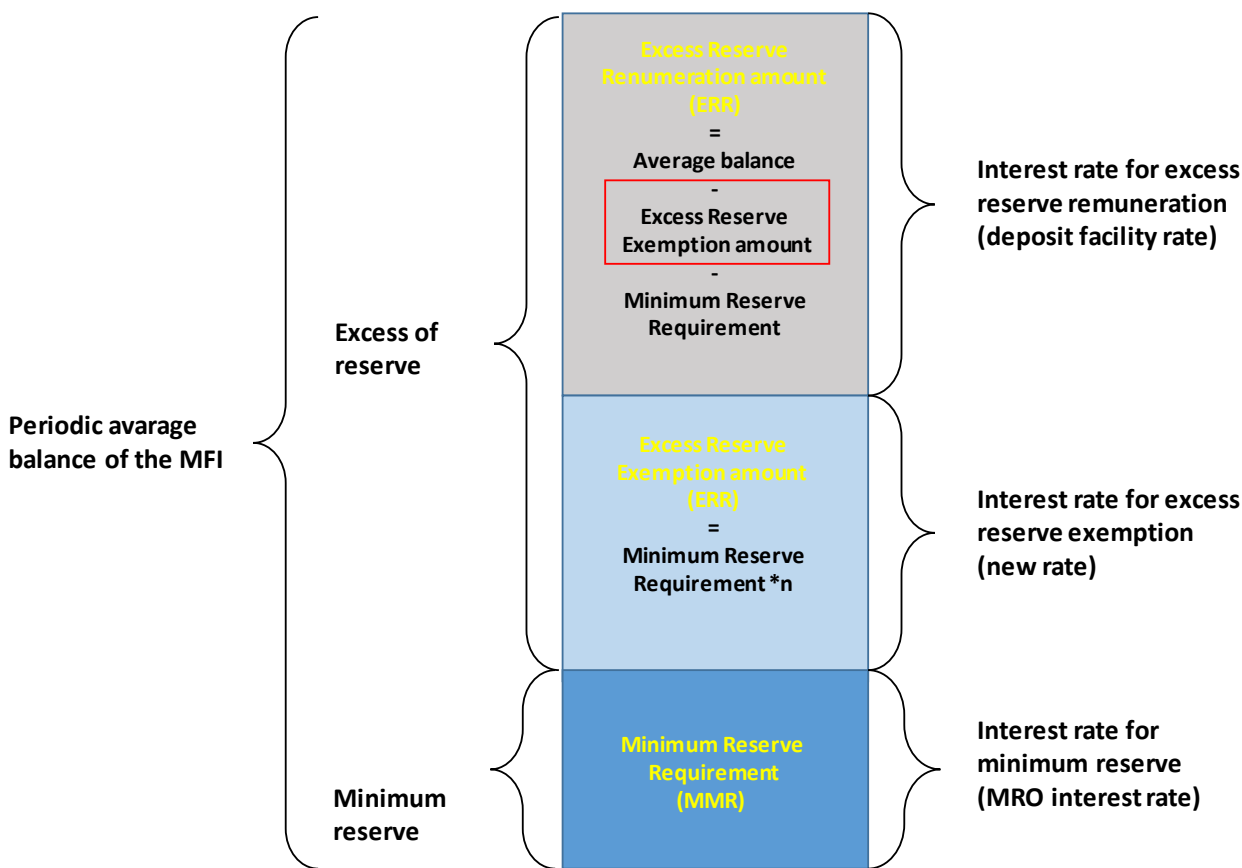 Periodic avarage
balance of the MFI
Excess of
reserve
Minimum
reserve
Excess Reserve
Renumeration amount
(ERR)
=
Average balance
-
Excess Reserve
Exemption amount
-
Minimum Reserve
Requirement
Excess Reserve
Exemption amount
(ERR)
=
Minimum Reserve
Requirement *n
Minimum Reserve
Requirement
(MMR)
Interest rate for excess
reserve remuneration
(deposit facility rate)
Interest rate for excess
reserve exemption
(new rate)
Interest rate for
minimum reserve
(MRO interest rate)